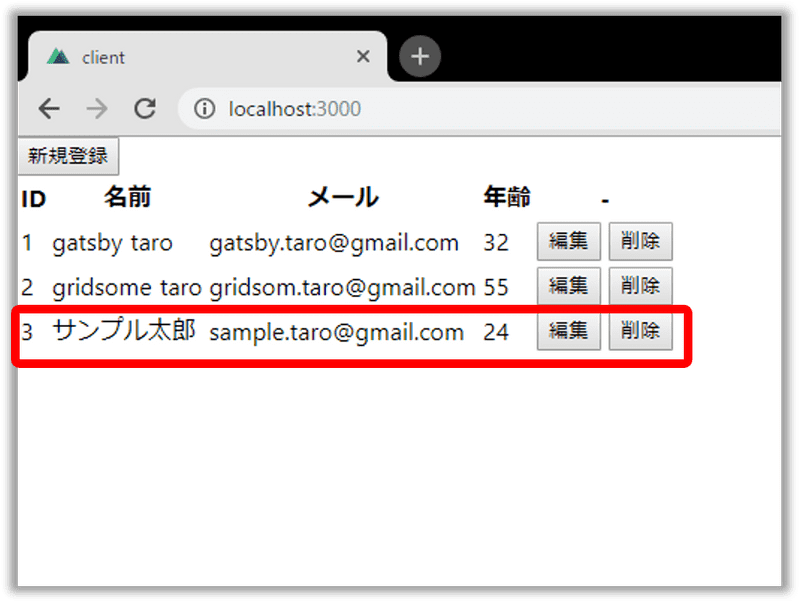 client
localhost:3000
新規登録
ID 名前 メール 年齢 -
1 gatsby taro gatsby.taro@gmail.com 32 編集 削除
2 gridsome taro gridsom.taro@gmail.com 55 編集 削除
3 サンプル太郎 sample.taro@gmail.com 24 編集 削除